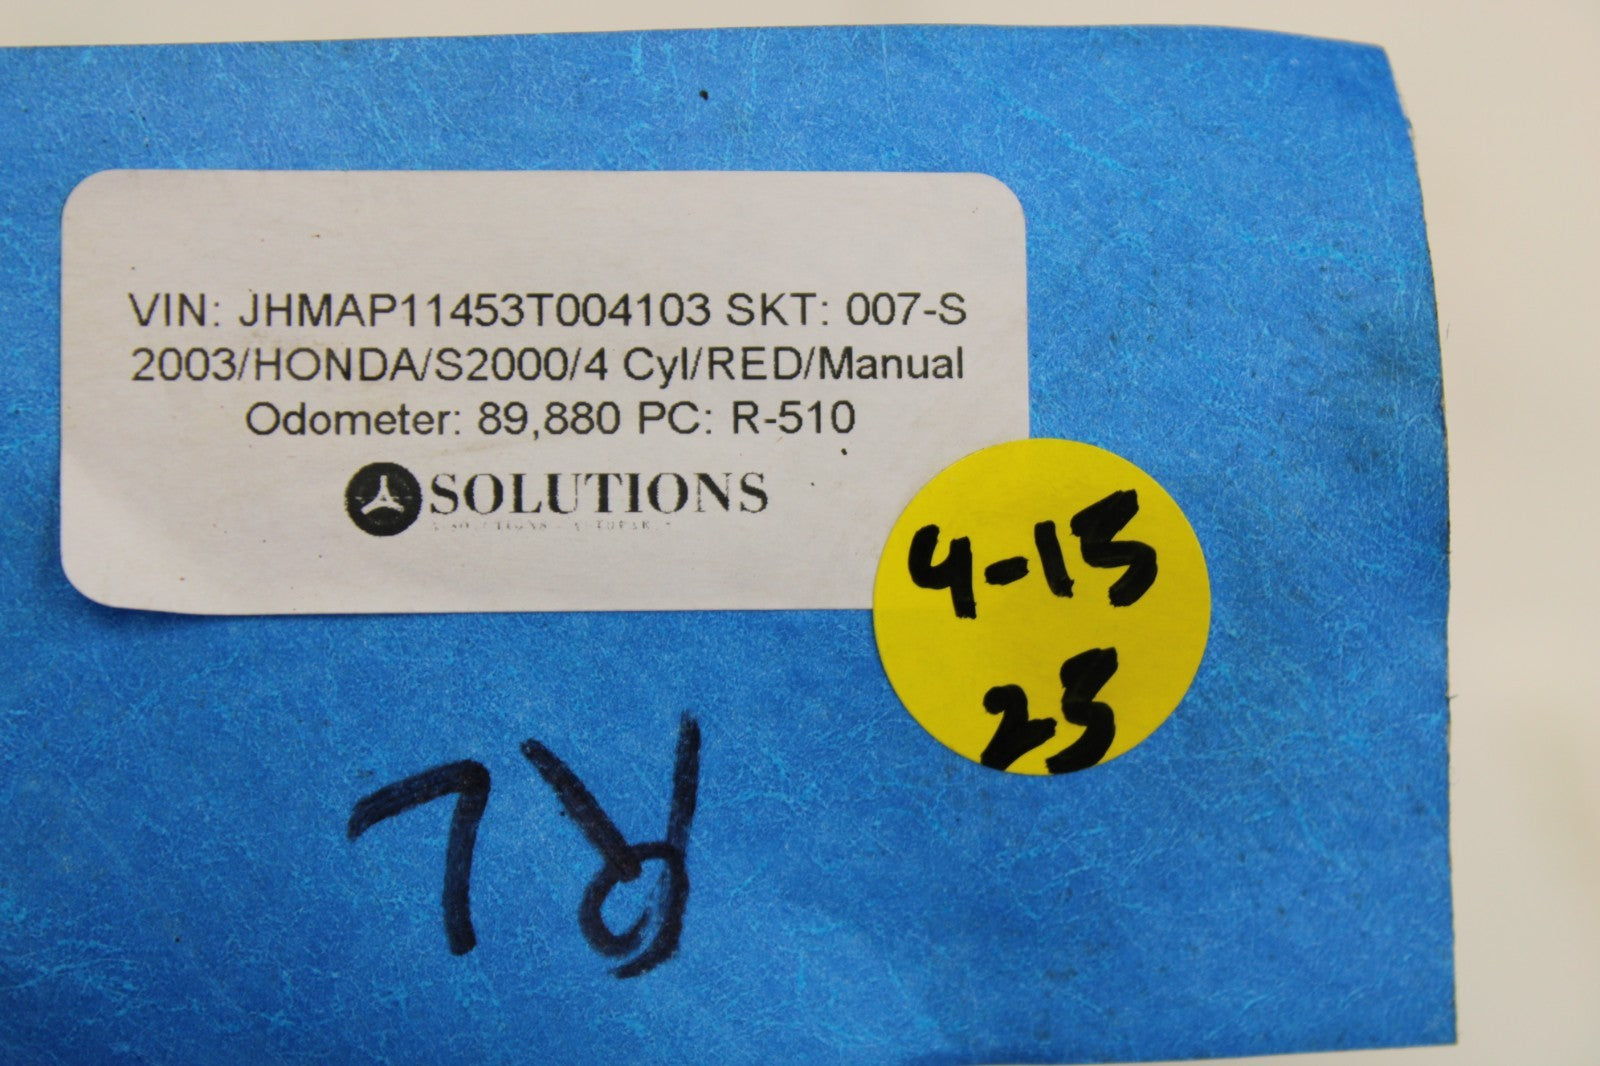 VIN: JHMAP11453T004103 SKT: 007-S
2003/HONDA/S2000/4 Cyl/RED/Manual
Odometer: 89,880 PC: R-510
SOLUTIONS
4-15
23
RL